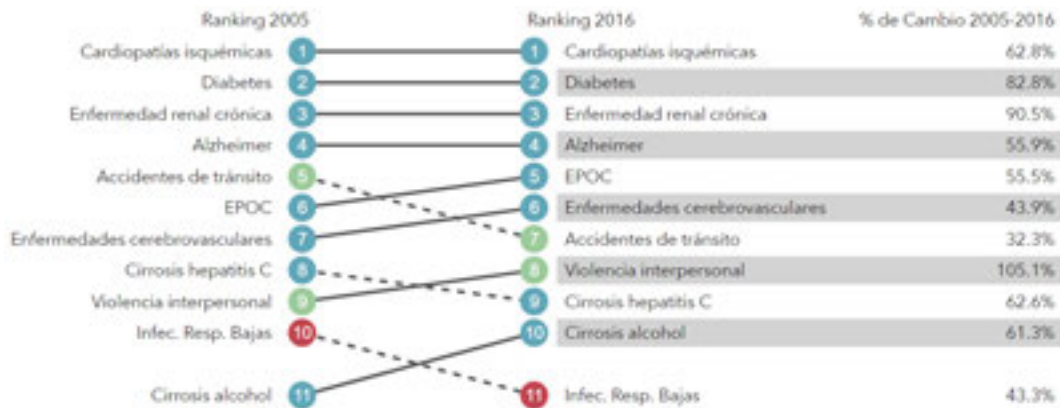 Ranking 2005 Ranking 2016 % de Cambio 2005-2016
Cardiopatías isquémicas 1 1 Cardiopatías isquémicas 62.8%
Diabetes 2 2 Diabetes 82.8%
Enfermedad renal crónica 3 3 Enfermedad renal crónica 90.5%
Alzheimer 4 4 Alzheimer 55.9%
Accidentes de tránsito 5 5 EPOC 55.5%
EPOC 6 6 Enfermedades cerebrovasculares 43.9%
Enfermedades cerebrovasculares 7 7 Accidentes de tránsito 32.3%
Cirrosis hepatitis C 8 8 Violencia interpersonal 105.1%
Violencia interpersonal 9 9 Cirrosis hepatitis C 62.6%
Infec. Resp. Bajas 10 10 Cirrosis alcohol 61.3%
Cirrosis alcohol 11 11 Infec. Resp. Bajas 43.3%